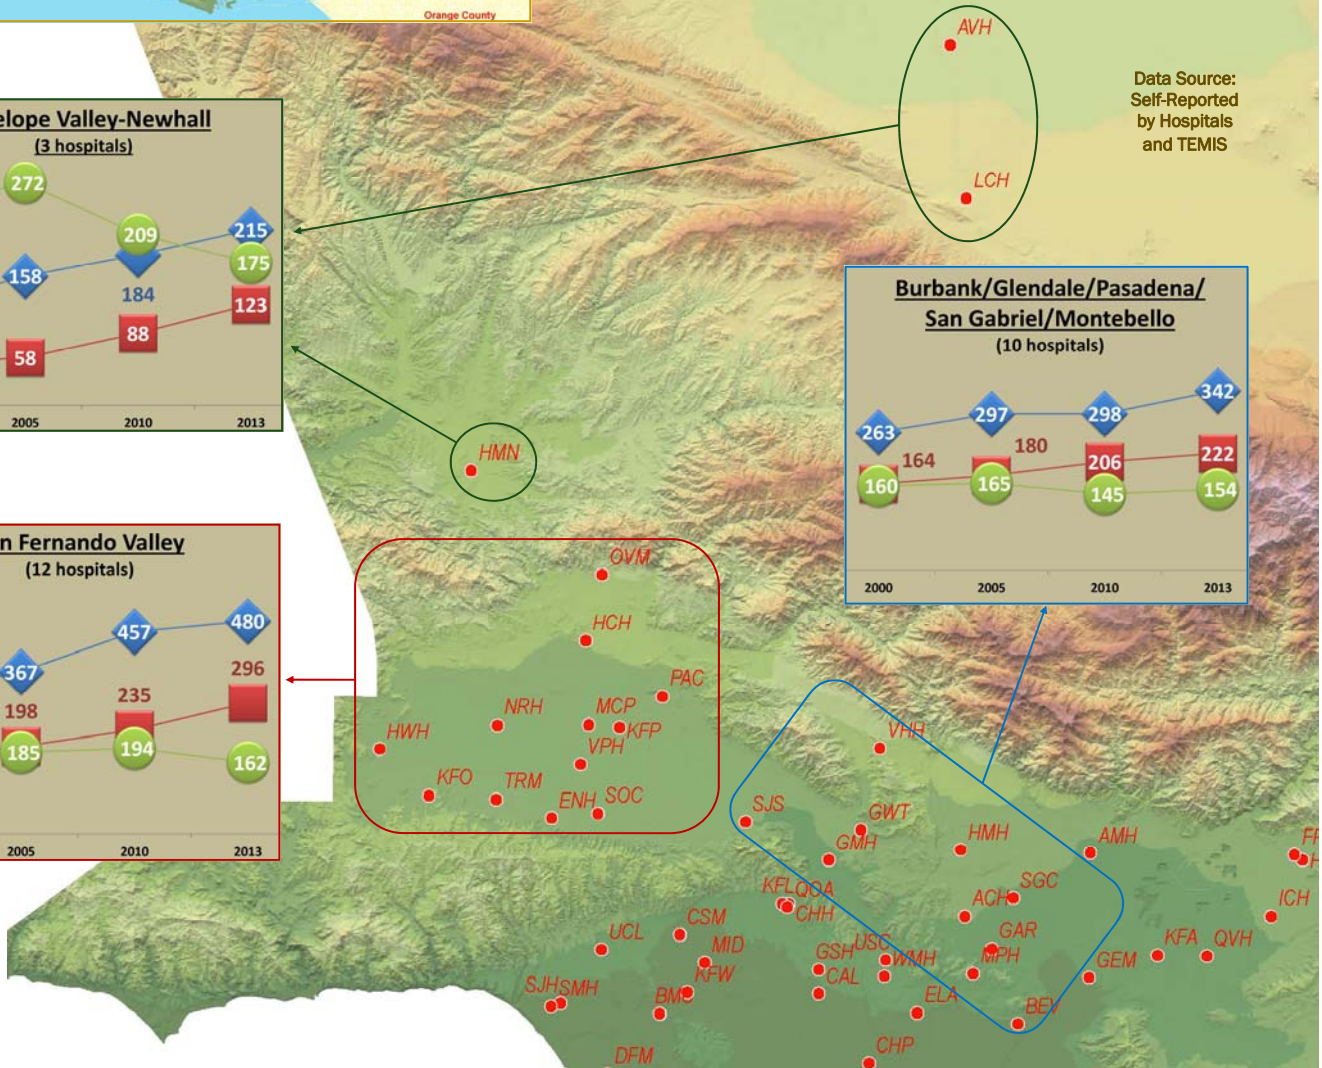 Orange County
AVH
Data Source:
Self-Reported
by Hospitals
and TEMIS
LCH
elope Valley-Newhall
(3 hospitals)
272
209
215
158
175
184
123
88
58
2005 2010 2013
Burbank/Glendale/Pasadena/
San Gabriel/Montebello
(10 hospitals)
342
297 298
263
164 180 206 222
160 165 145 154
2000 2005 2010 2013
HMN
n Fernando Valley
(12 hospitals)
457 480
367
296
235
198
185 194 162
2005 2010 2013
OVM
HCH
PAC
NRH MCP
KFP
HWH
VPH
KFO TRM
ENH SOC
VHH
SJS
GWT
GMH
HMH
AMH
KFL QOA
CHH
ACH
SGC
ICH
UCL
CSM
MID
KFW
GSH
USC
WMH
GAR
MPH
KFA QVH
GEM
CAL
SJH SMH
ELA
BEV
CHP
DFM